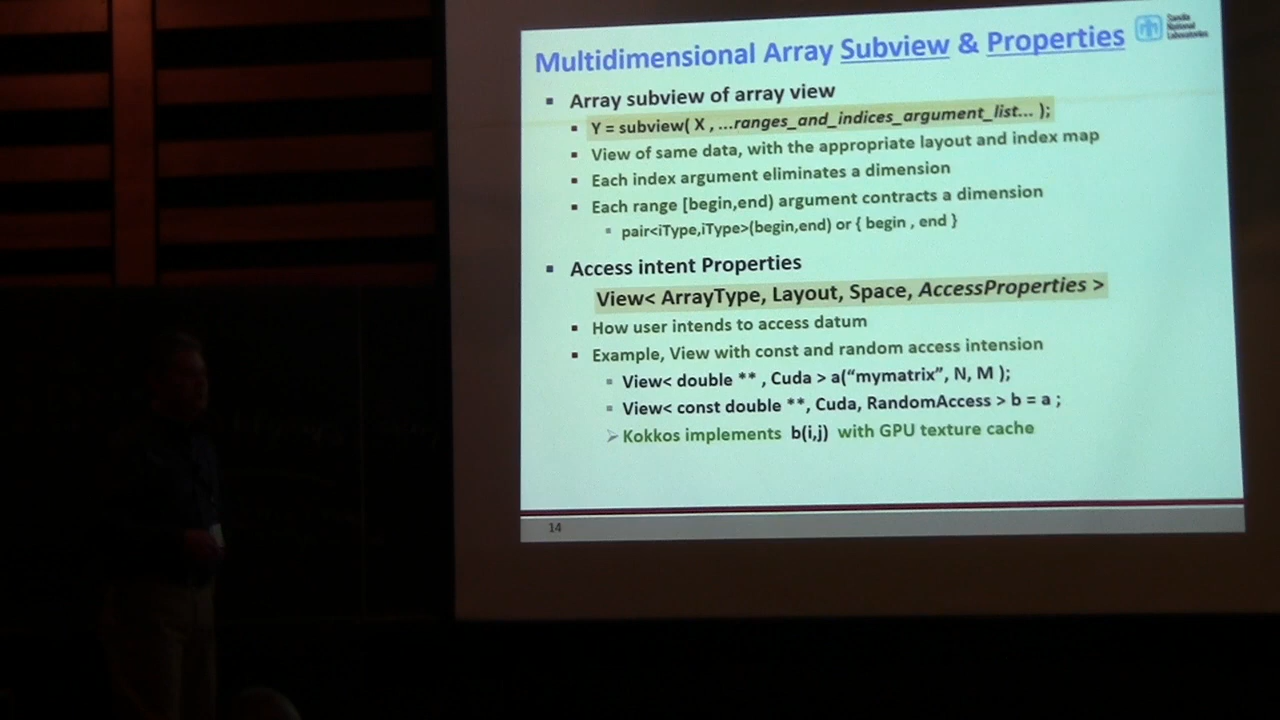 Multidimensional Array Subview & Properties
Sandia
National
Laboratories
▪ Array subview of array view
▪ Y = subview( X , ...ranges_and_indices_argument_list... );
▪ View of same data, with the appropriate layout and index map
▪ Each index argument eliminates a dimension
▪ Each range [begin,end) argument contracts a dimension
▪ pair<iType,iType>(begin,end) or { begin , end }
▪ Access intent Properties
View< ArrayType, Layout, Space, AccessProperties >
▪ How user intends to access datum
▪ Example, View with const and random access intension
▪ View< double ** , Cuda > a(“mymatrix”, N, M );
▪ View< const double **, Cuda, RandomAccess > b = a ;
➢ Kokkos implements b(i,j) with GPU texture cache
14